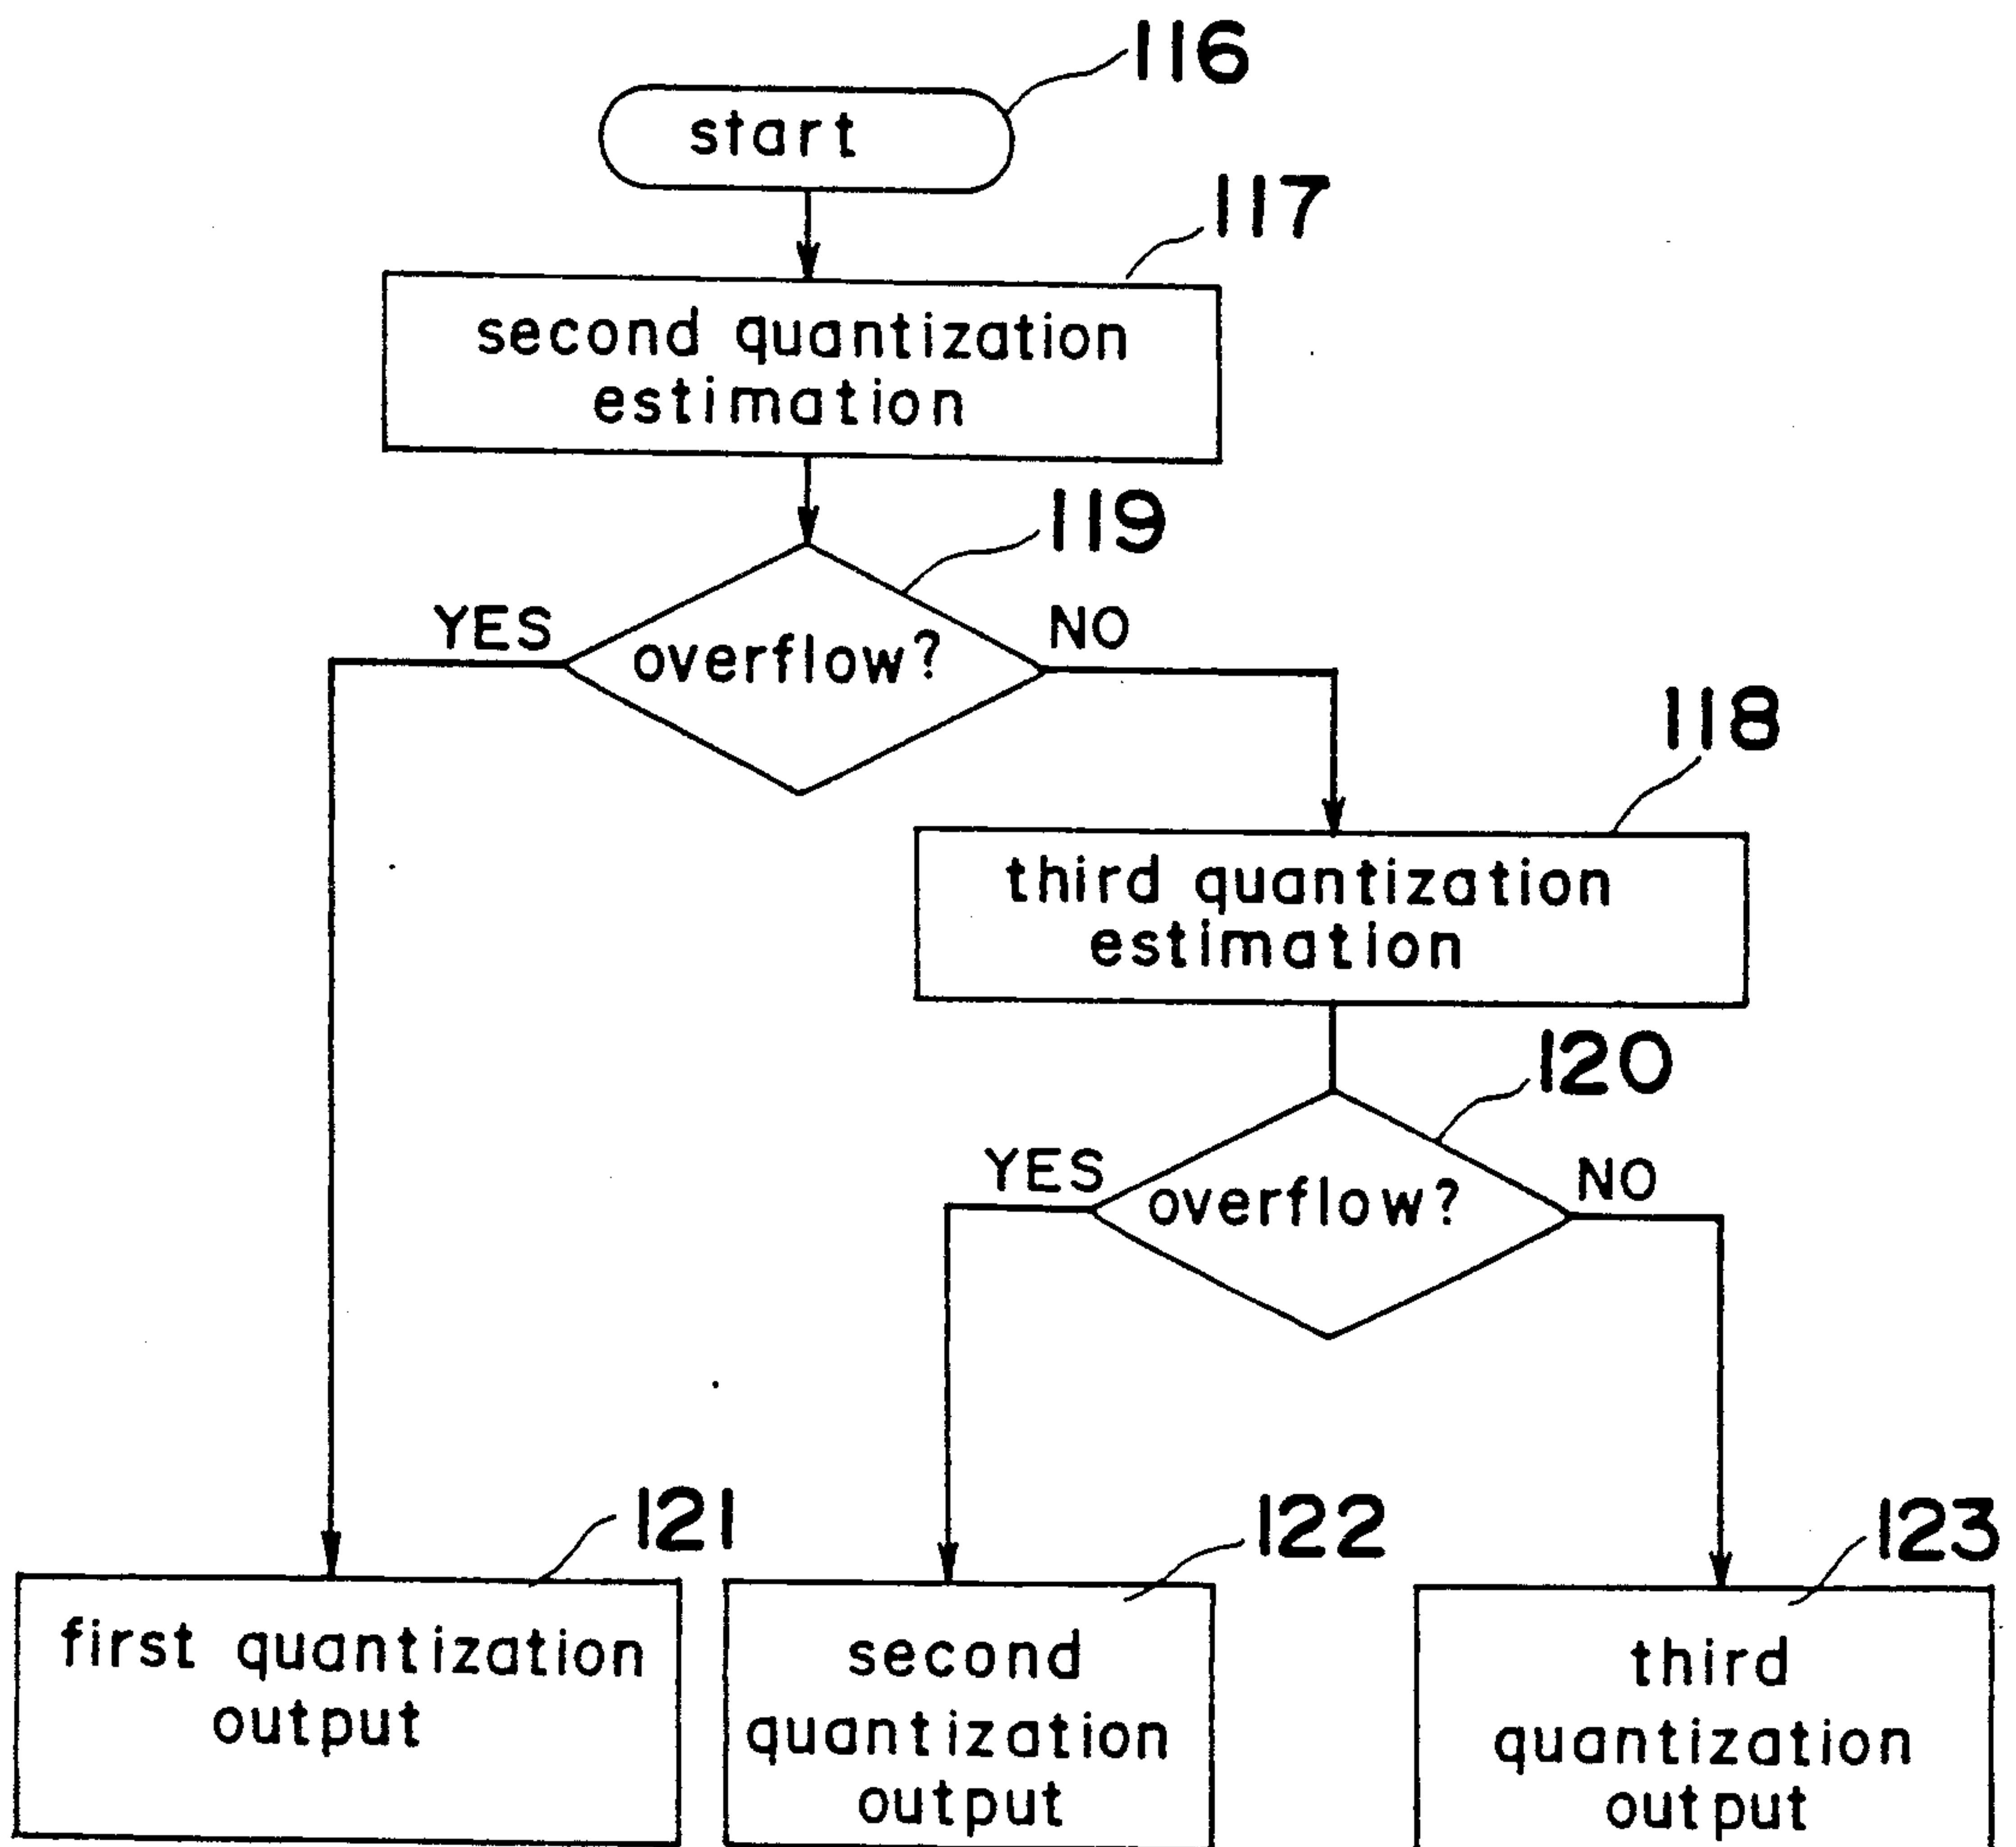 116
start
117
second quantization
estimation
119
YES
overflow?
NO
118
third quantization
estimation
120
YES
overflow?
NO
121
122
123
first quantization
output
second
quantization
output
third
quantization
output